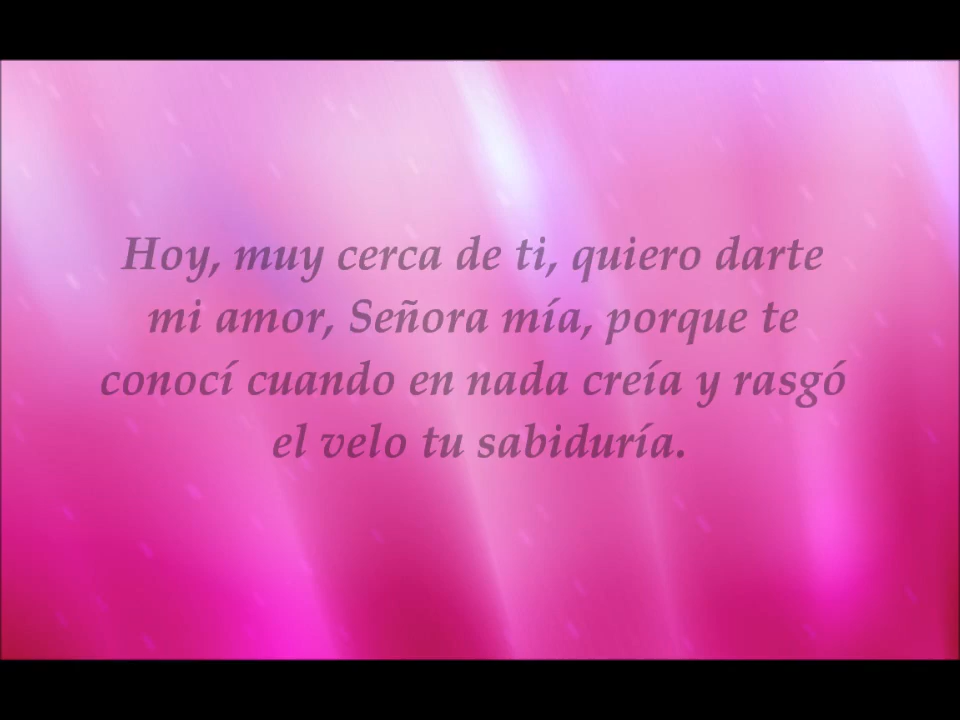 Hoy, muy cerca de ti, quiero darte
mi amor, Señora mía, porque te
conocí cuando en nada creía y rasgó
el velo tu sabiduría.